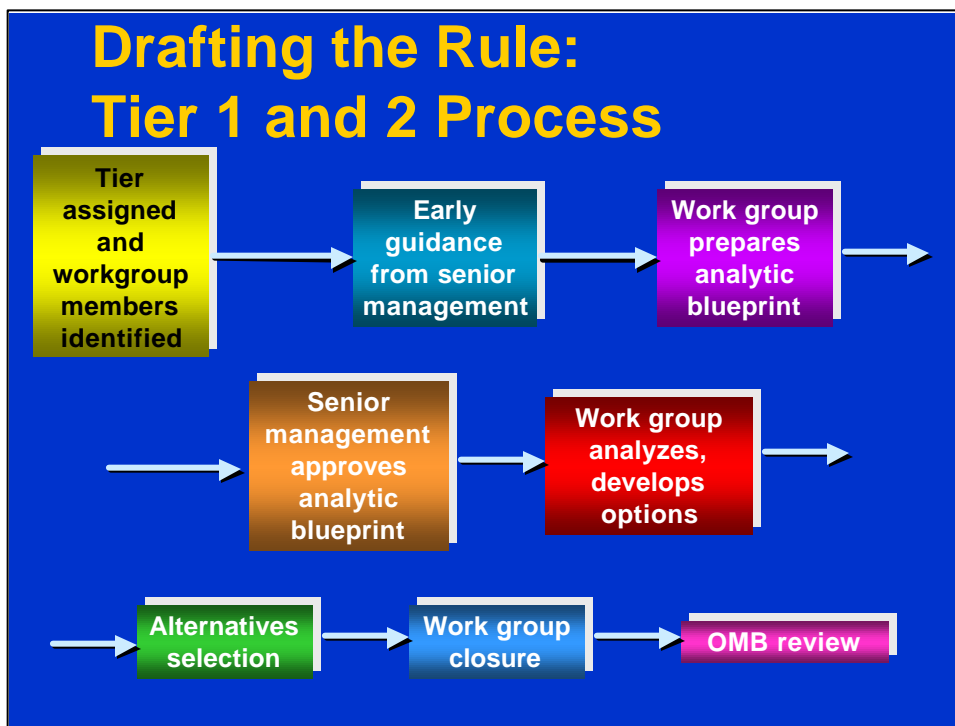 Drafting the Rule:
Tier 1 and 2 Process
Tier
assigned
and
workgroup
members
identified
Early
guidance
from senior
management
Work group
prepares
analytic
blueprint
Senior
management
approves
analytic
blueprint
Work group
analyzes,
develops
options
Alternatives
selection
Work group
closure
OMB review